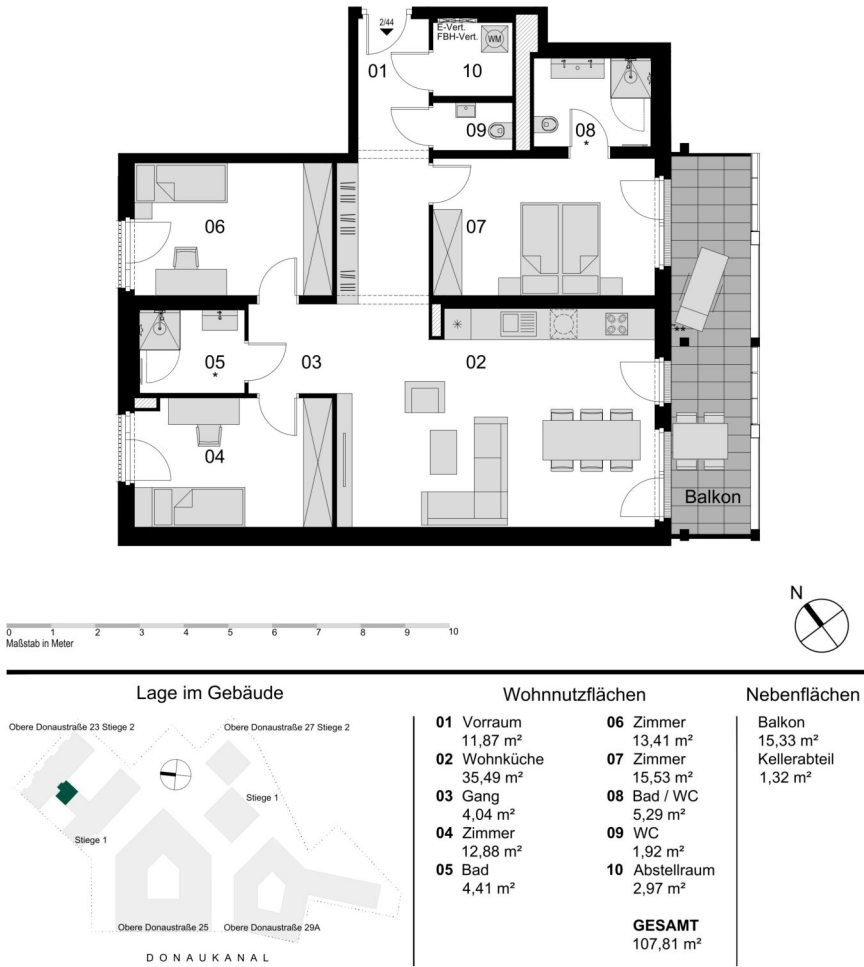 2/44
E-Vert.
FBH-Vert.
WM
01
10
09
08
*
06
07
05
*
03
02
*
**
04
Balkon
N
0 1 2 3 4 5 6 7 8 9 10
Maßstab in Meter
Lage im Gebäude
Obere Donaustraße 23 Stiege 2
Obere Donaustraße 27 Stiege 2
Stiege 1
Stiege 1
Obere Donaustraße 25
Obere Donaustraße 29A
DONAUKANAL
Wohnnutzflächen
01 Vorraum
11,87 m²
02 Wohnküche
35,49 m²
03 Gang
4,04 m²
04 Zimmer
12,88 m²
05 Bad
4,41 m²
06 Zimmer
13,41 m²
07 Zimmer
15,53 m²
08 Bad / WC
5,29 m²
09 WC
1,92 m²
10 Abstellraum
2,97 m²
GESAMT
107,81 m²
Nebenflächen
Balkon
15,33 m²
Kellerabteil
1,32 m²